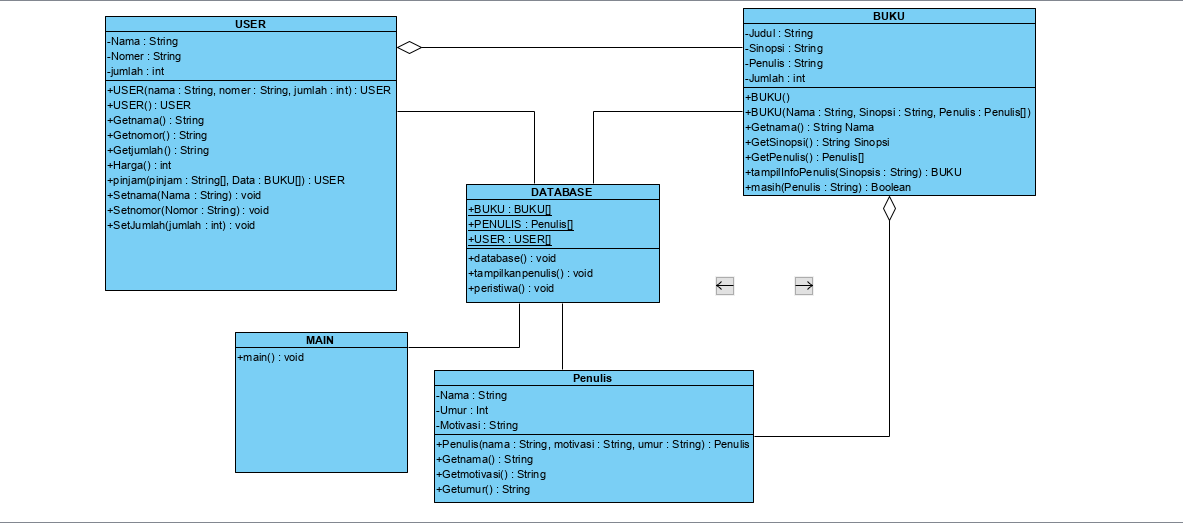 USER
-Nama : String
-Nomer : String
-jumlah : int
+USER(nama : String, nomer : String, jumlah : int) : USER
+USER() : USER
+Getnama() : String
+Getnomor() : String
+Getjumlah() : String
+Harga() : int
+pinjam(pinjam : String[], Data : BUKU[]) : USER
+Setnama(Nama : String) : void
+Setnomor(Nomor : String) : void
+SetJumlah(jumlah : int) : void
BUKU
-Judul : String
-Sinopsi : String
-Penulis : String
-Jumlah : int
+BUKU()
+BUKU(Nama : String, Sinopsi : String, Penulis : Penulis[])
+Getnama() : String Nama
+GetSinopsi() : String Sinopsi
+GetPenulis() : Penulis[]
+tampilInfoPenulis(Sinopsis : String) : BUKU
+masih(Penulis : String) : Boolean
DATABASE
+BUKU : BUKU[]
+PENULIS : Penulis[]
+USER : USER[]
+database() : void
+tampilkanpenulis() : void
+peristiwa() : void
MAIN
+main() : void
Penulis
-Nama : String
-Umur : Int
-Motivasi : String
+Penulis(nama : String, motivasi : String, umur : String) : Penulis
+Getnama() : String
+Getmotivasi() : String
+Getumur() : String